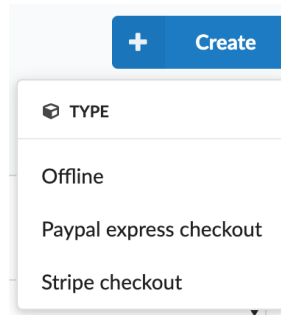 Create
TYPE
Offline
Paypal express checkout
Stripe checkout